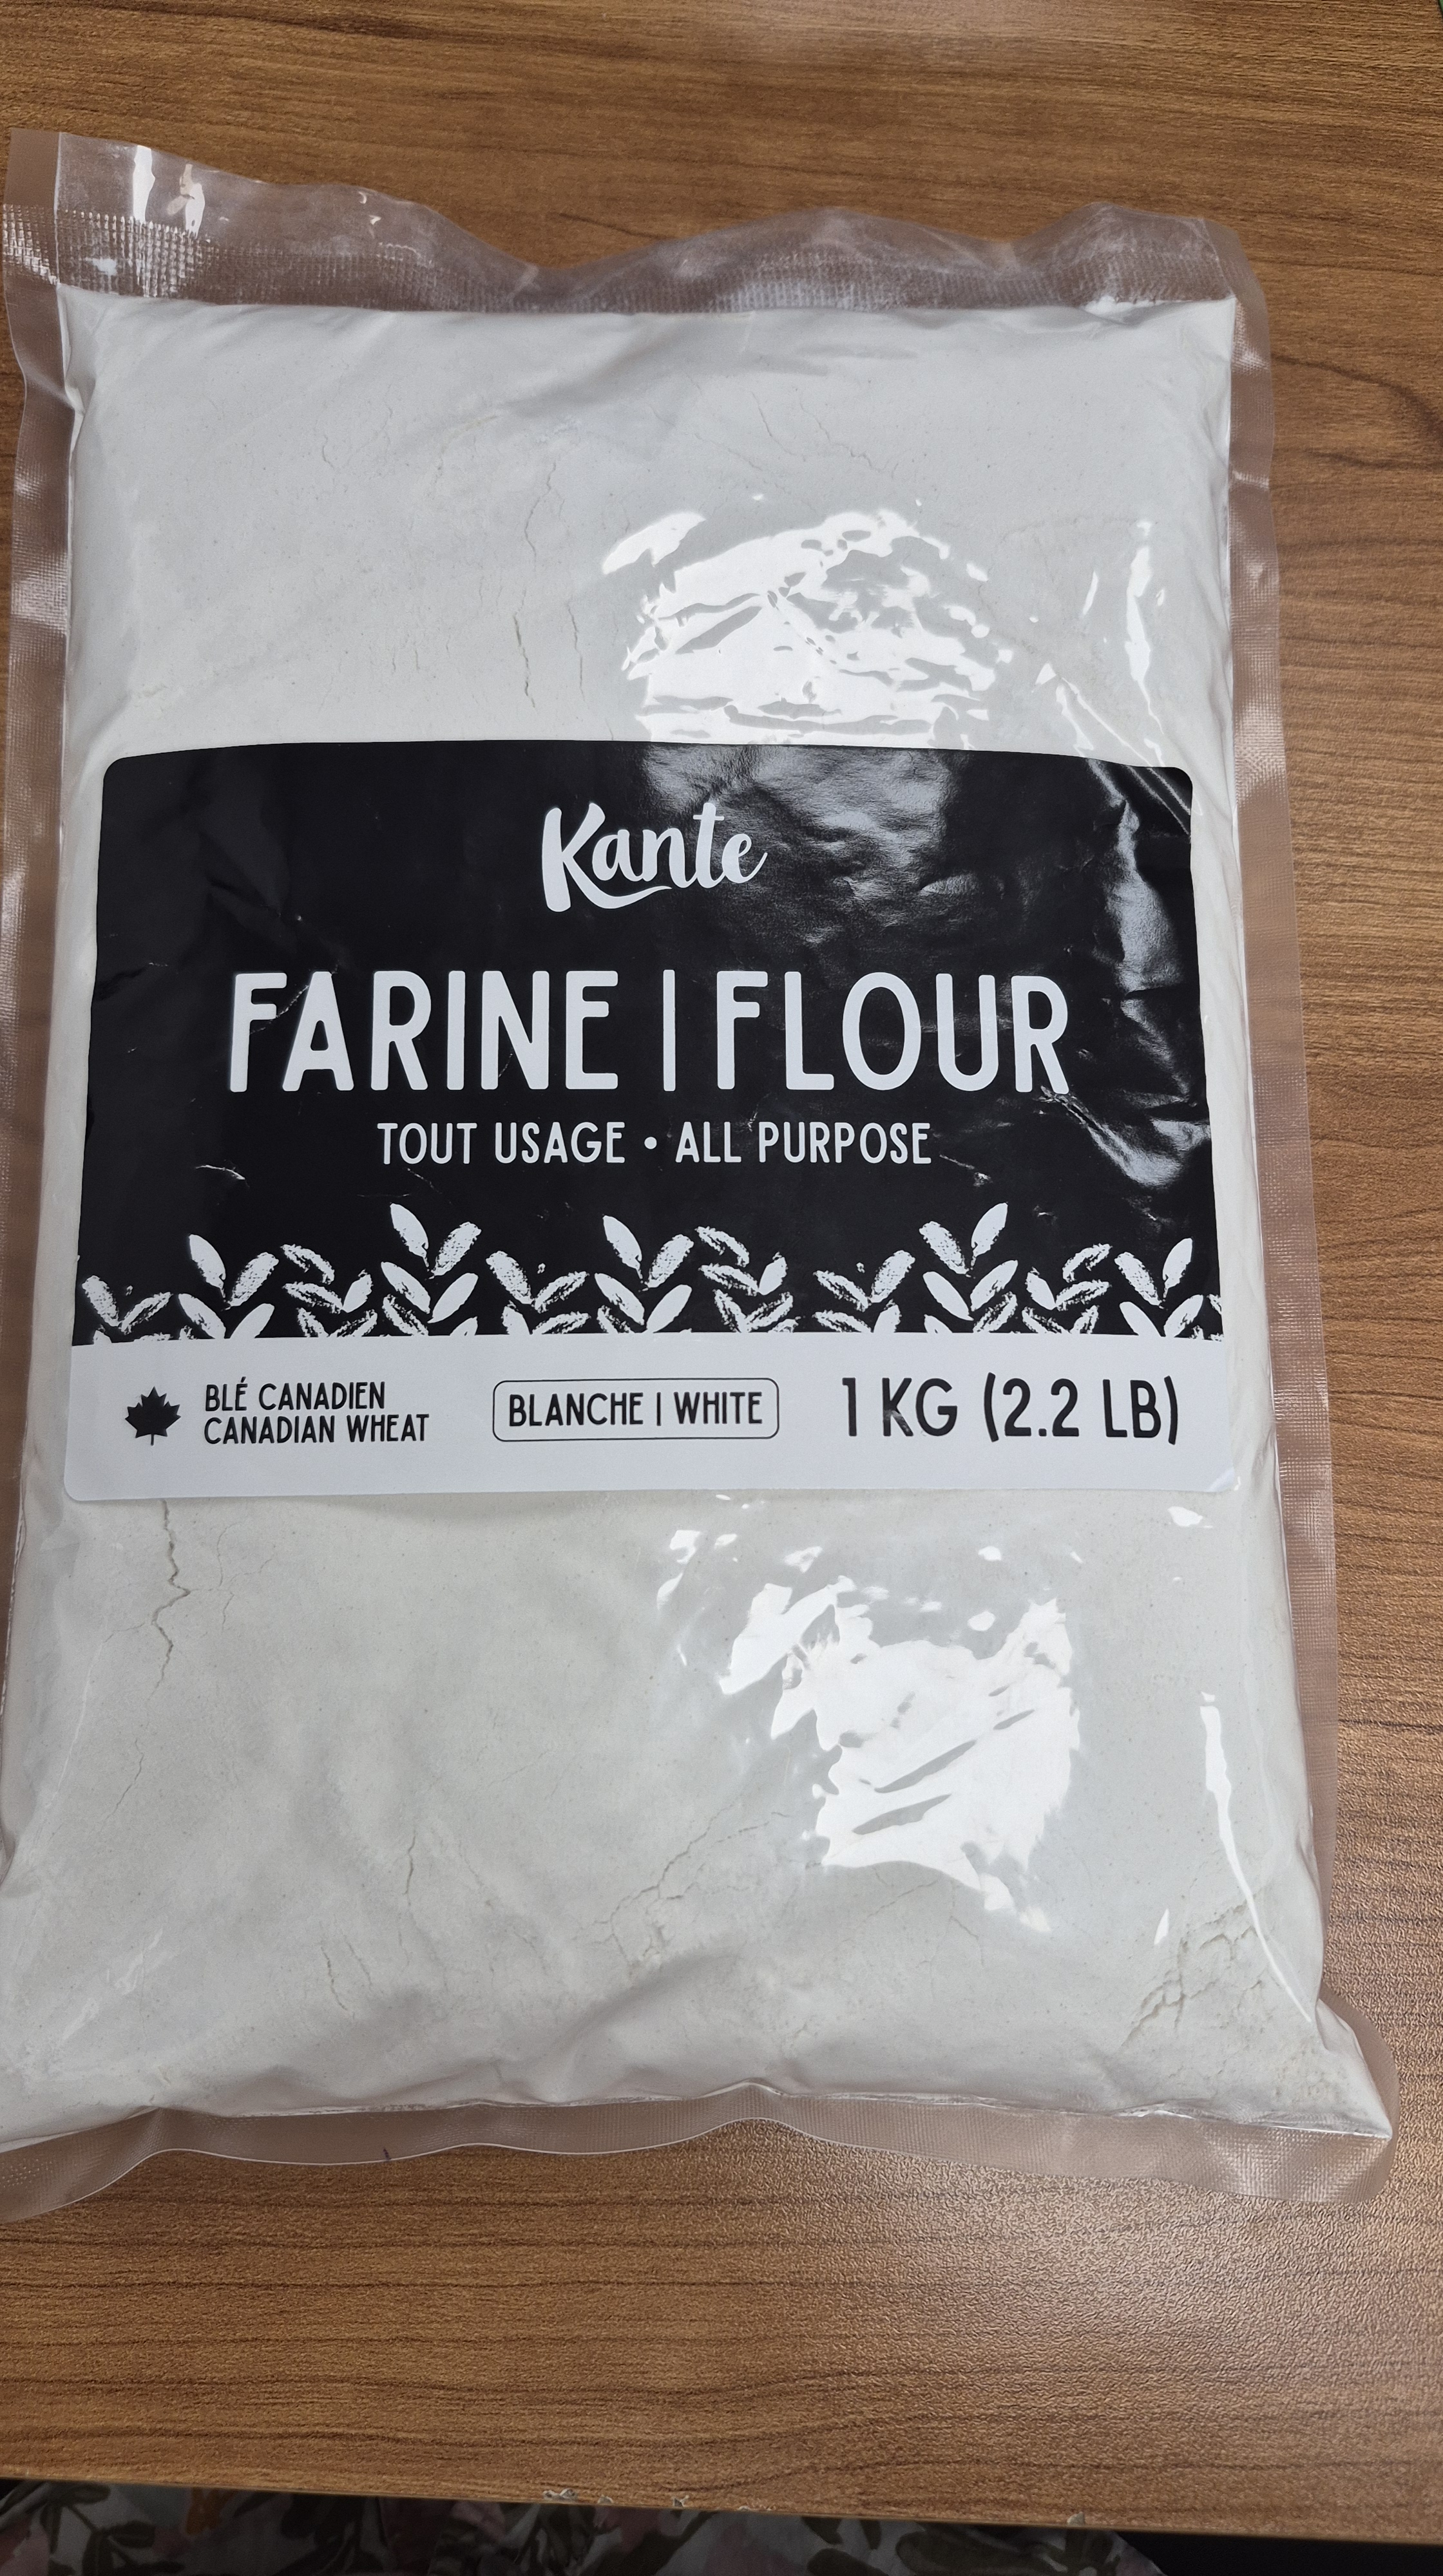 Kante
FARINE | FLOUR
TOUT USAGE • ALL PURPOSE
BLÉ CANADIEN
CANADIAN WHEAT
BLANCHE | WHITE
1 KG (2.2 LB)